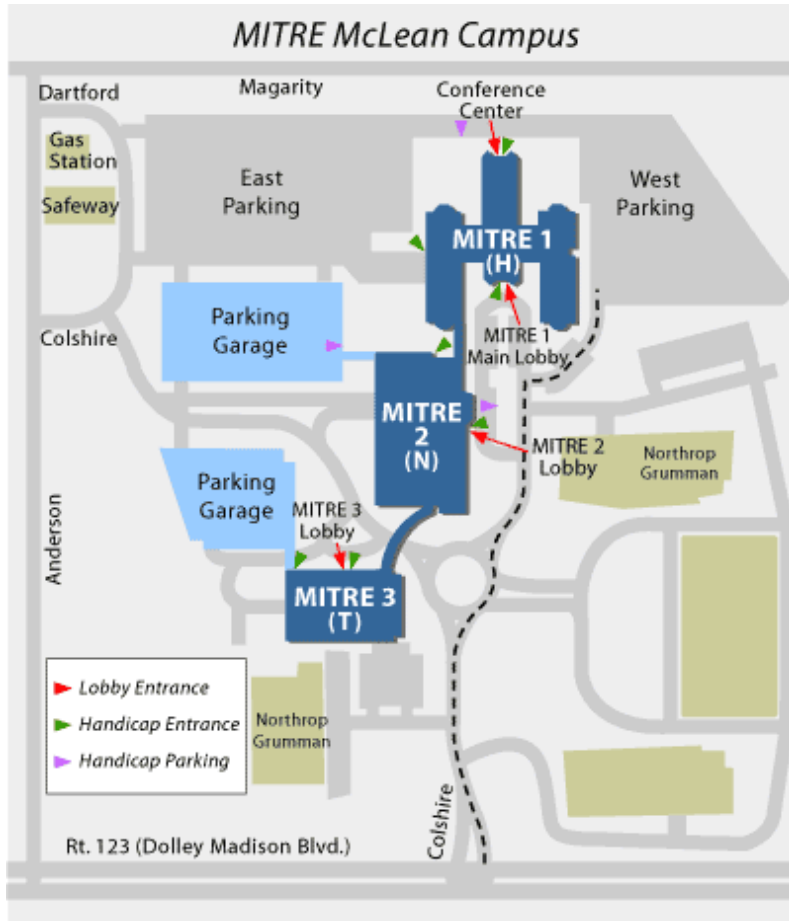 MITRE McLean Campus
Dartford
Magarity
Conference
Center
Gas
Station
Safeway
East
Parking
West
Parking
MITRE 1
(H)
Colshire
Parking
Garage
MITRE 1
Main Lobby
MITRE
2
(N)
MITRE 2
Lobby
Northrop
Grumman
Parking
Garage
MITRE 3
Lobby
Anderson
MITRE 3
(T)
Lobby Entrance
Handicap Entrance
Handicap Parking
Northrop
Grumman
Colshire
Rt. 123 (Dolley Madison Blvd.)